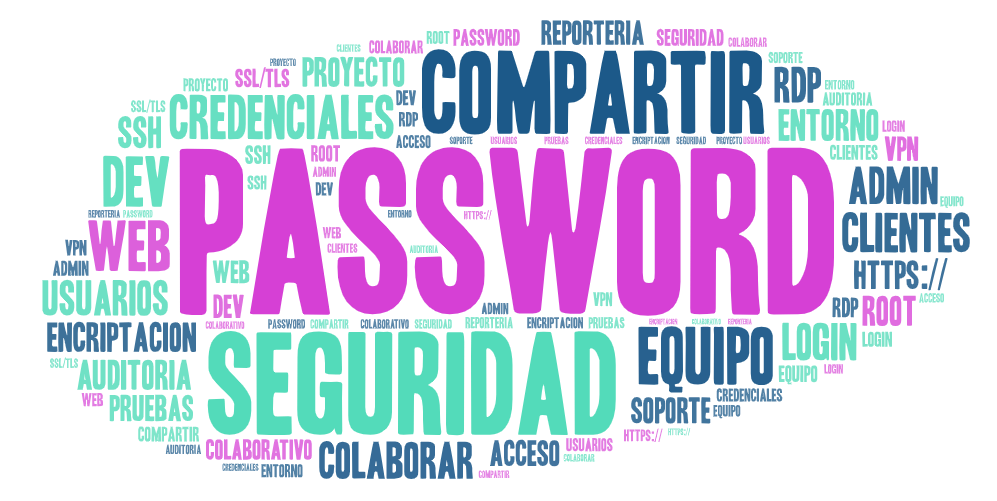 REPORTERIA
ROOT PASSWORD SEGURIDAD COLABORAR
CLIENTES COLABORAR
PROYECTO
SOPORTE
PROYECTO SSL/TLS PROYECTO COMPARTIR RDP ENTORNO
DEV AUDITORIA
SSL/TLS CREDENCIALES RDP ENTORNO LOGIN
SSH ACCESO SOPORTE USUARIOS PRUEBAS CREDENCIALES ENCRIPTACION SEGURIDAD PROYECTO USUARIOS
SSH ROOT CLIENTES VPN
DEV SSH ADMIN DEV PASSWORD ADMIN EQUIPO
REPORTERIA PASSWORD ENTORNO HTTPS://
WEB WEB CLIENTES AUDITORIA CLIENTES
VPN
ADMIN WEB HTTPS://
USUARIOS DEV ADMIN VPN RDP ROOT ACCESO
COLABORATIVO PASSWORD COMPARTIR COLABORATIVO SEGURIDAD REPORTERIA ENCRIPTACION PRUEBAS ENCRIPTACION COLABORATIVO REPORTERIA
ENCRIPTACION SEGURIDAD EQUIPO LOGIN LOGIN
SSL/TLS AUDITORIA EQUIPO LOGIN
WEB PRUEBAS SOPORTE CREDENCIALES
EQUIPO
COMPARTIR HTTPS:// HTTPS://
AUDITORIA COLABORATIVO COLABORAR ACCESO USUARIOS
COLABORAR
CREDENCIALES ENTORNO COMPARTIR